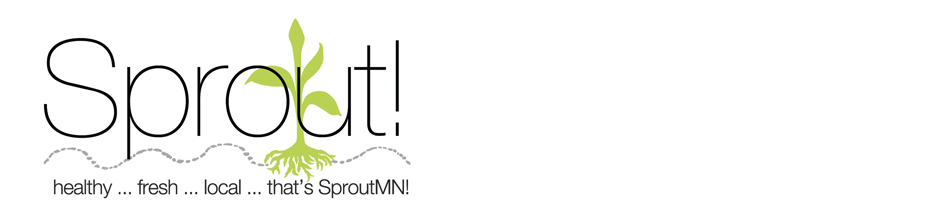 Sprout!
healthy ... fresh ... local ... that's SproutMN!